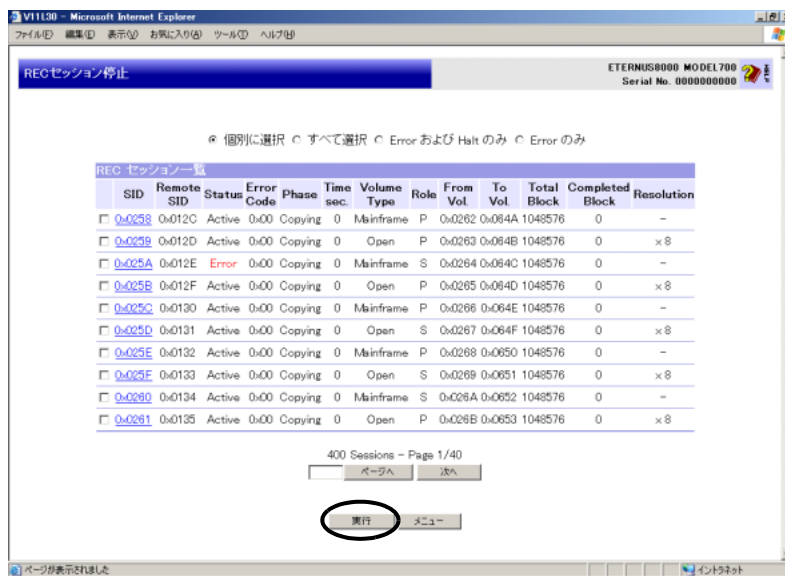 V11L30 - Microsoft Internet Explorer
ファイル(F) 編集(E) 表示(V) お気に入り(A) ツール(T) ヘルプ(H)
RECセッション停止
ETERNUS8000 MODEL700
Serial No. 0000000000
HELP
個別に選択 すべて選択 Error および Halt のみ Error のみ
REC セッション一覧
SID Remote SID Status Error Code Phase Time sec. Volume Type Role From Vol. To Vol. Total Block Completed Block Resolution
0x0258 0x012C Active 0x00 Copying 0 Mainframe P 0x0262 0x064A 1048576 0 -
0x0259 0x012D Active 0x00 Copying 0 Open P 0x0263 0x064B 1048576 0 ×8
0x025A 0x012E Error 0x00 Copying 0 Mainframe S 0x0264 0x064C 1048576 0 -
0x025B 0x012F Active 0x00 Copying 0 Open P 0x0265 0x064D 1048576 0 ×8
0x025C 0x0130 Active 0x00 Copying 0 Mainframe P 0x0266 0x064E 1048576 0 -
0x025D 0x0131 Active 0x00 Copying 0 Open S 0x0267 0x064F 1048576 0 ×8
0x025E 0x0132 Active 0x00 Copying 0 Mainframe P 0x0268 0x0650 1048576 0 -
0x025F 0x0133 Active 0x00 Copying 0 Open S 0x0269 0x0651 1048576 0 ×8
0x0260 0x0134 Active 0x00 Copying 0 Mainframe S 0x026A 0x0652 1048576 0 -
0x0261 0x0135 Active 0x00 Copying 0 Open P 0x026B 0x0653 1048576 0 ×8
400 Sessions - Page 1/40
ページへ 次へ
実行 メニュー
ページが表示されました イントラネット